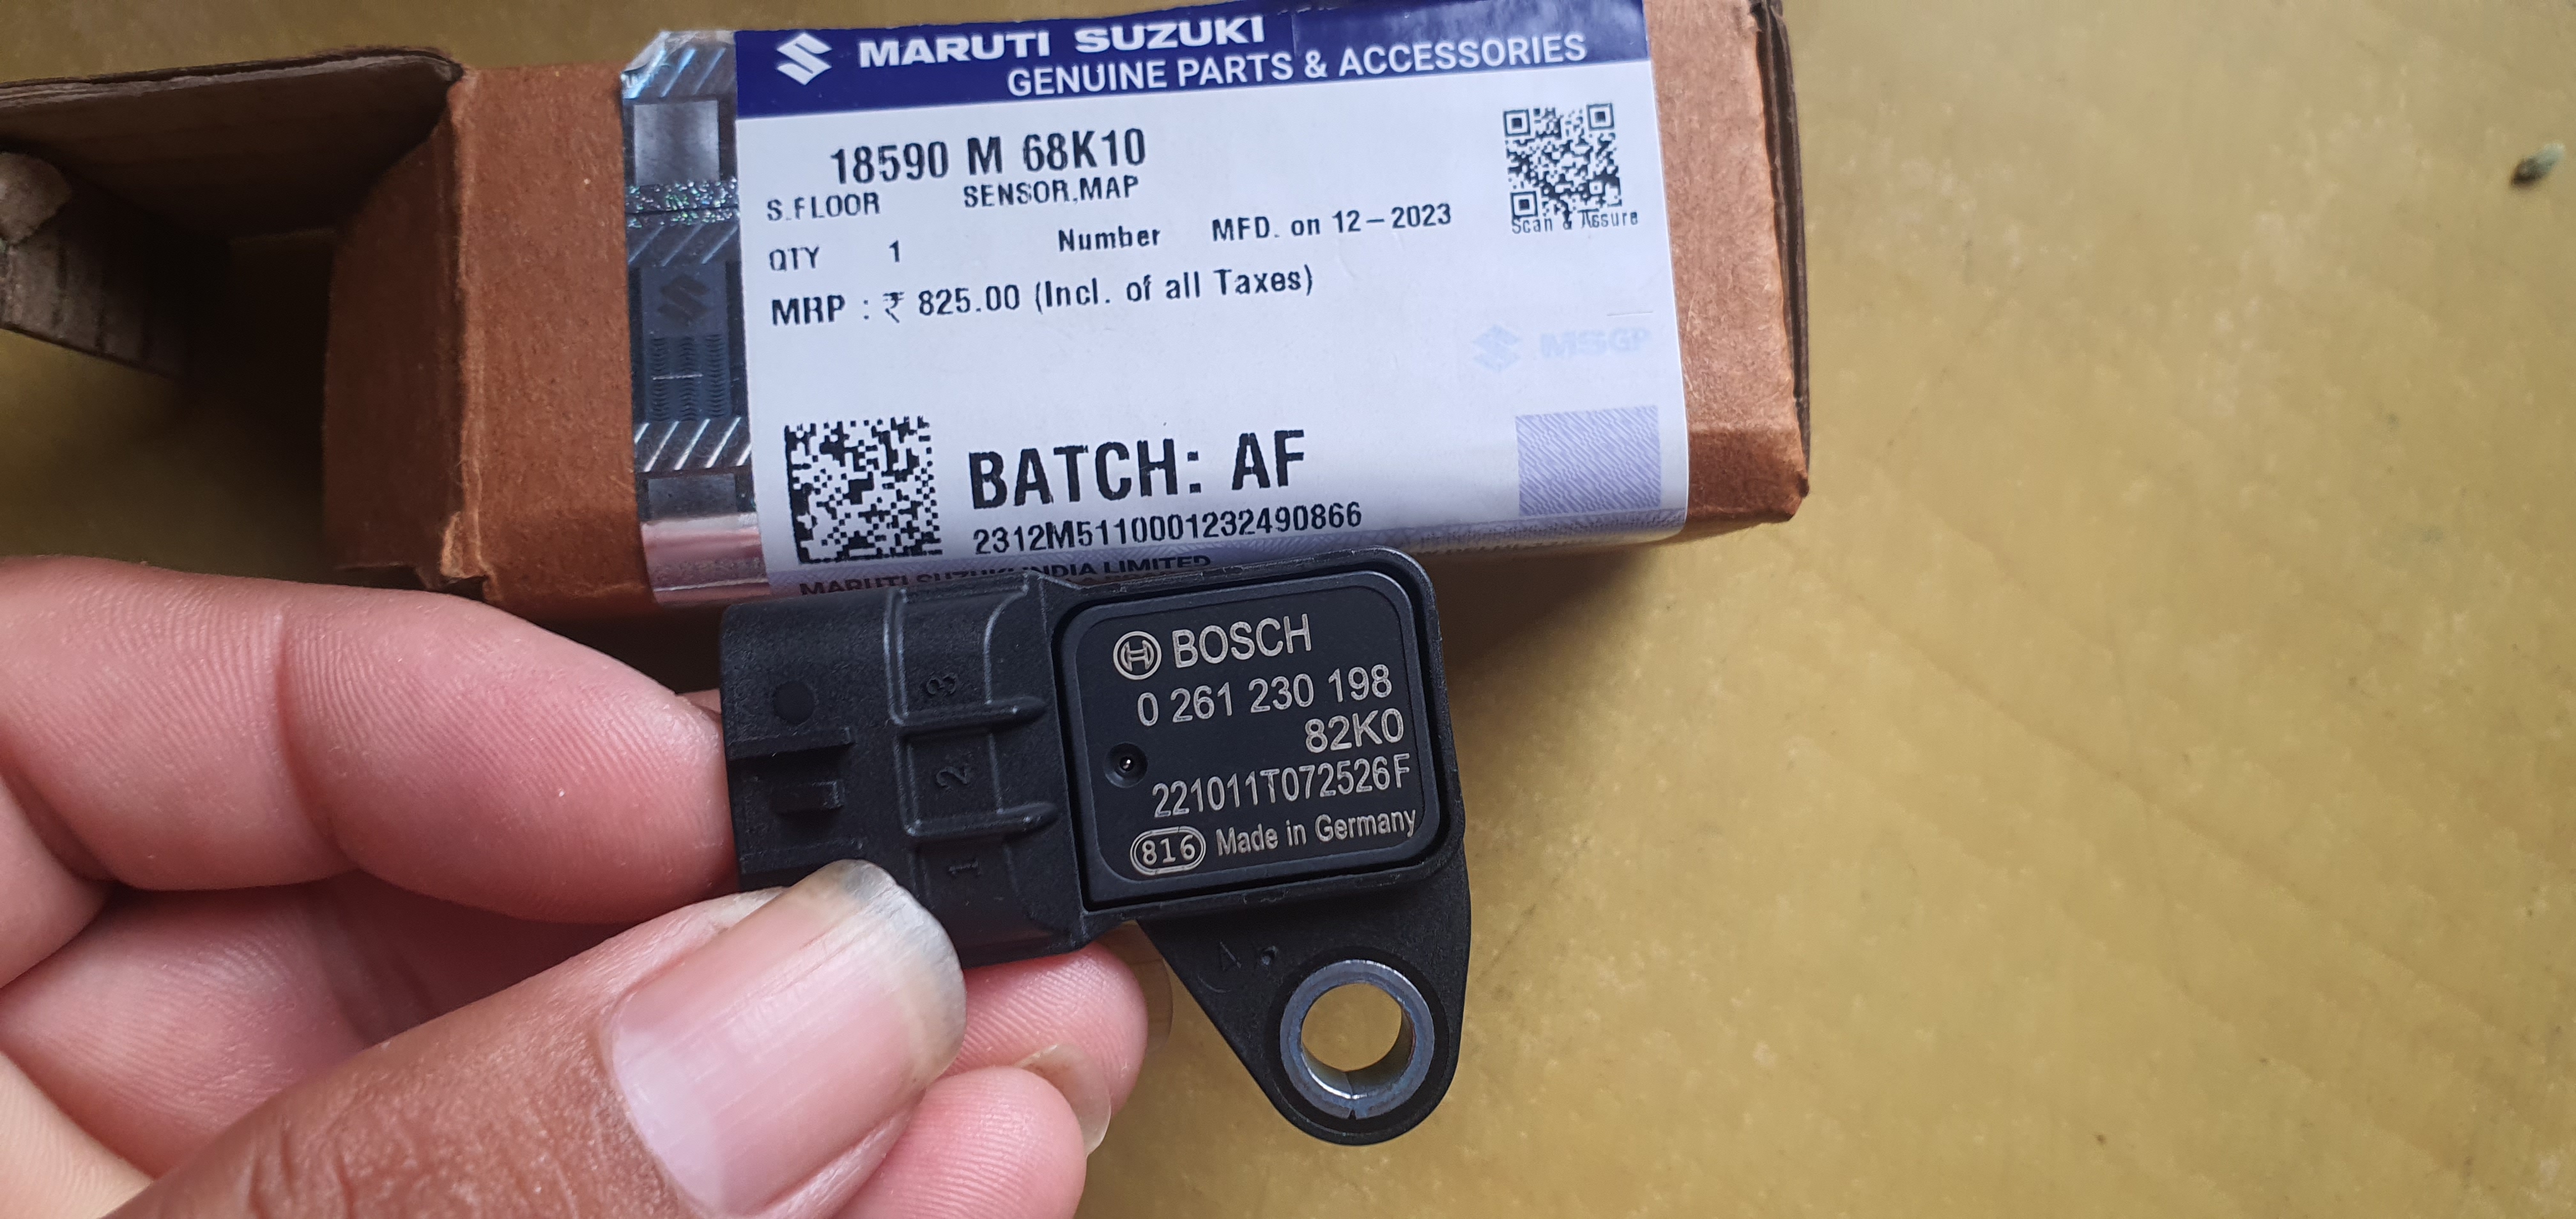 MARUTI SUZUKI
GENUINE PARTS & ACCESSORIES
18590 M 68K10
S.FLOOR SENSOR,MAP
QTY 1 Number MFD. on 12-2023
Scan & Assure
MRP : ₹ 825.00 (Incl. of all Taxes)
MSGP
BATCH: AF
2312M5110001232490866
MARUTI SUZUKI INDIA LIMITED
BOSCH
0 261 230 198
82K0
221011T072526F
816 Made in Germany
3
2
1